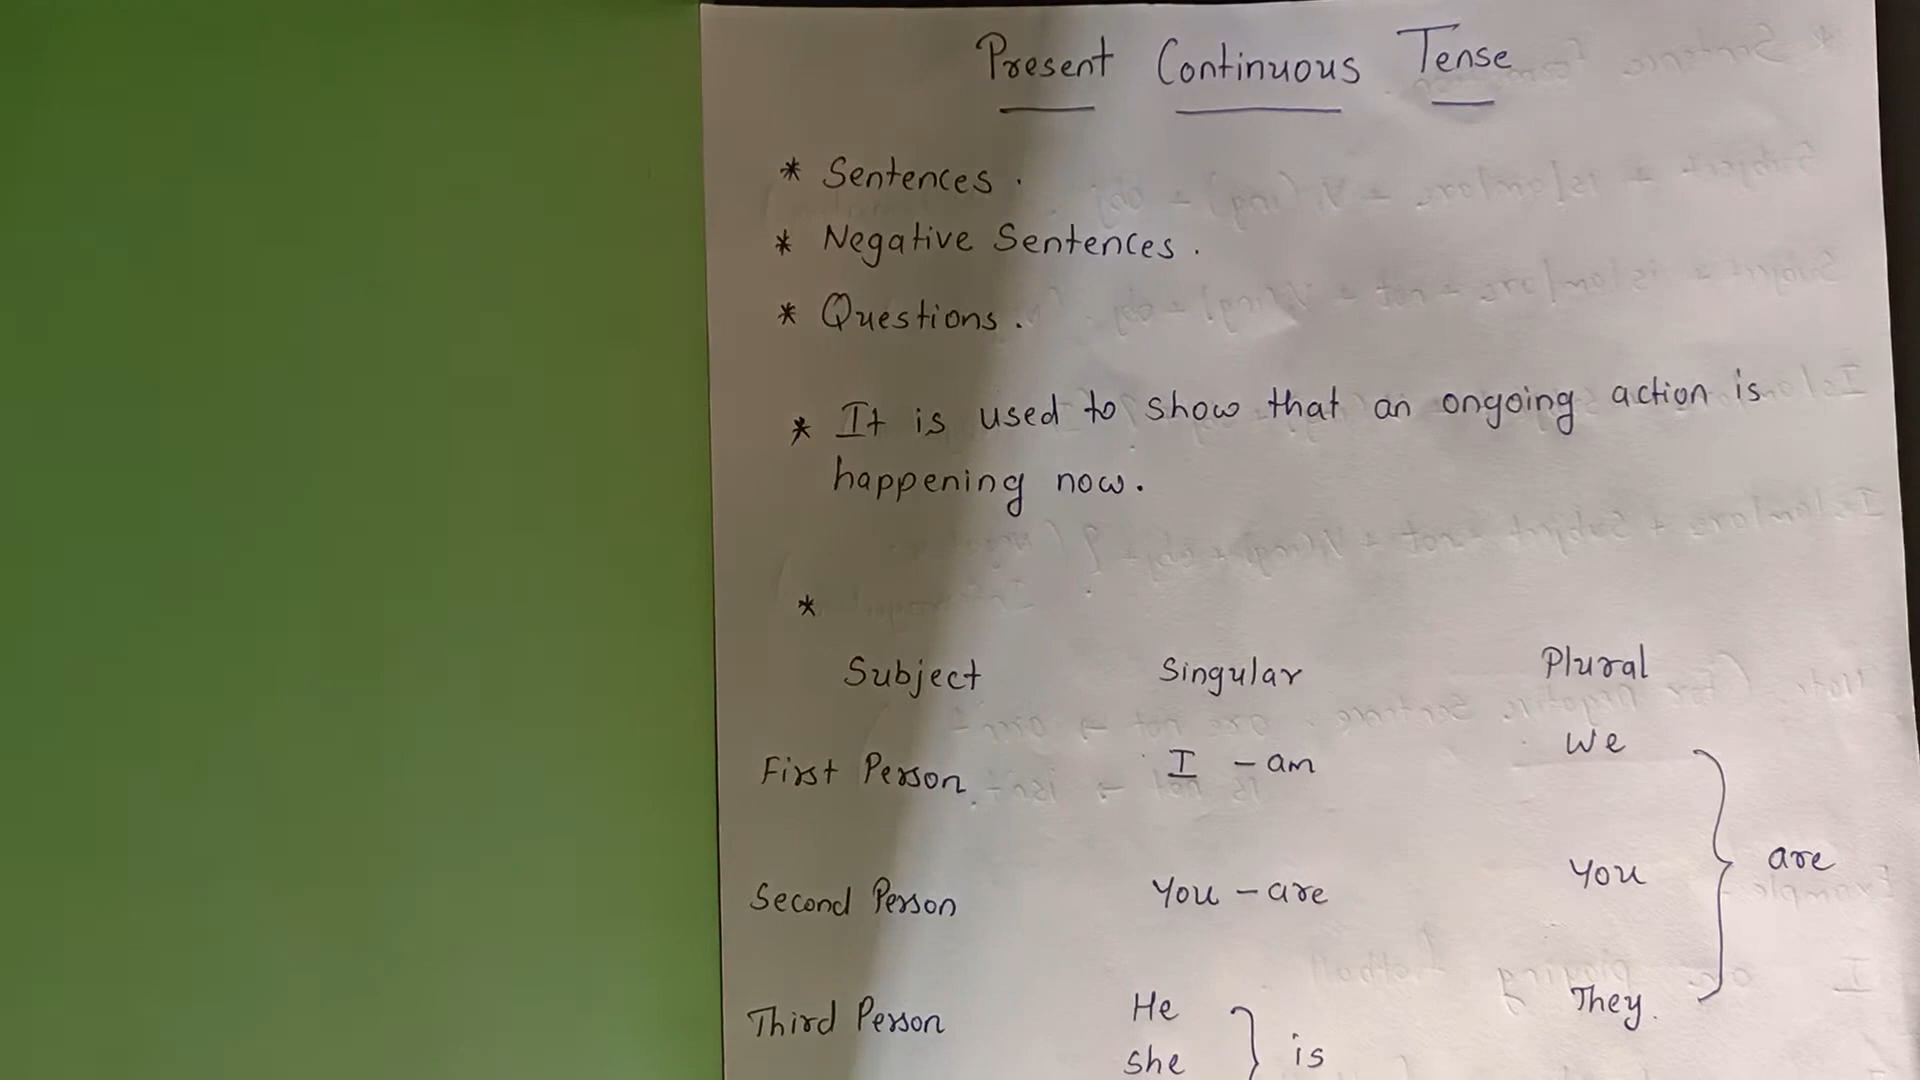 Present Continuous Tense
* Sentences.
* Negative Sentences.
* Questions.
* It is used to show that an ongoing action is
happening now.
*
Subject Singular Plural
First Person I - am We
Second Person You - are You } are
Third Person He They.
She } is